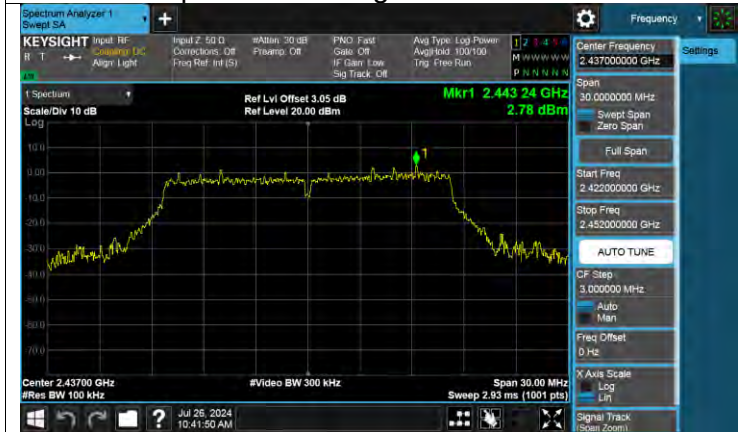 Spectrum Analyzer 1
Swept SA
Frequency
KEYSIGHT
R T
Input: RF
Coupling: DC
Align: Light
Input Z: 50 Ω
Corrections: Off
Freq Ref: Int (S)
#Atten: 30 dB
Preamp: Off
PNO: Fast
Gate: Off
IF Gain: Low
Sig Track: Off
Avg Type: Log-Power
Avg|Hold: 100/100
Trig: Free Run
1 2 3 4 5 6
M W W W W W
P N N N N N
Settings
1 Spectrum
Scale/Div 10 dB
Log
Ref Lvl Offset 3.05 dB
Ref Level 20.00 dBm
Mkr1 2.443 24 GHz
2.78 dBm
1
10.0
0.00
-10.0
-20.0
-30.0
-40.0
-50.0
-60.0
-70.0
Center 2.43700 GHz
#Res BW 100 kHz
#Video BW 300 kHz
Span 30.00 MHz
Sweep 2.93 ms (1001 pts)
Center Frequency
2.437000000 GHz
Span
30.0000000 MHz
Swept Span
Zero Span
Full Span
Start Freq
2.422000000 GHz
Stop Freq
2.452000000 GHz
AUTO TUNE
CF Step
3.000000 MHz
Auto
Man
Freq Offset
0 Hz
X Axis Scale
Log
Lin
Signal Track
(Span Zoom)
?
Jul 26, 2024
10:41:50 AM